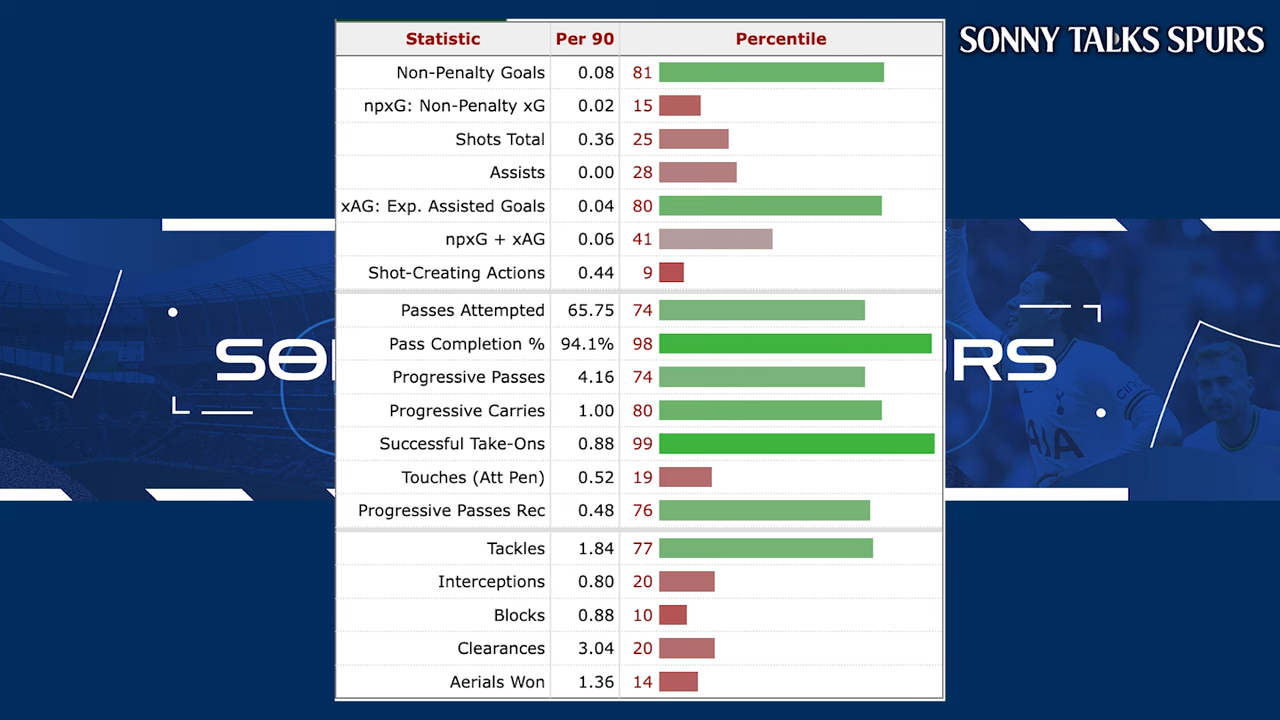 SONNY TALKS SPURS
Statistic Per 90 Percentile
Non-Penalty Goals 0.08 81
npxG: Non-Penalty xG 0.02 15
Shots Total 0.36 25
Assists 0.00 28
xAG: Exp. Assisted Goals 0.04 80
npxG + xAG 0.06 41
Shot-Creating Actions 0.44 9
Passes Attempted 65.75 74
Pass Completion % 94.1% 98
Progressive Passes 4.16 74
Progressive Carries 1.00 80
Successful Take-Ons 0.88 99
Touches (Att Pen) 0.52 19
Progressive Passes Rec 0.48 76
Tackles 1.84 77
Interceptions 0.80 20
Blocks 0.88 10
Clearances 3.04 20
Aerials Won 1.36 14